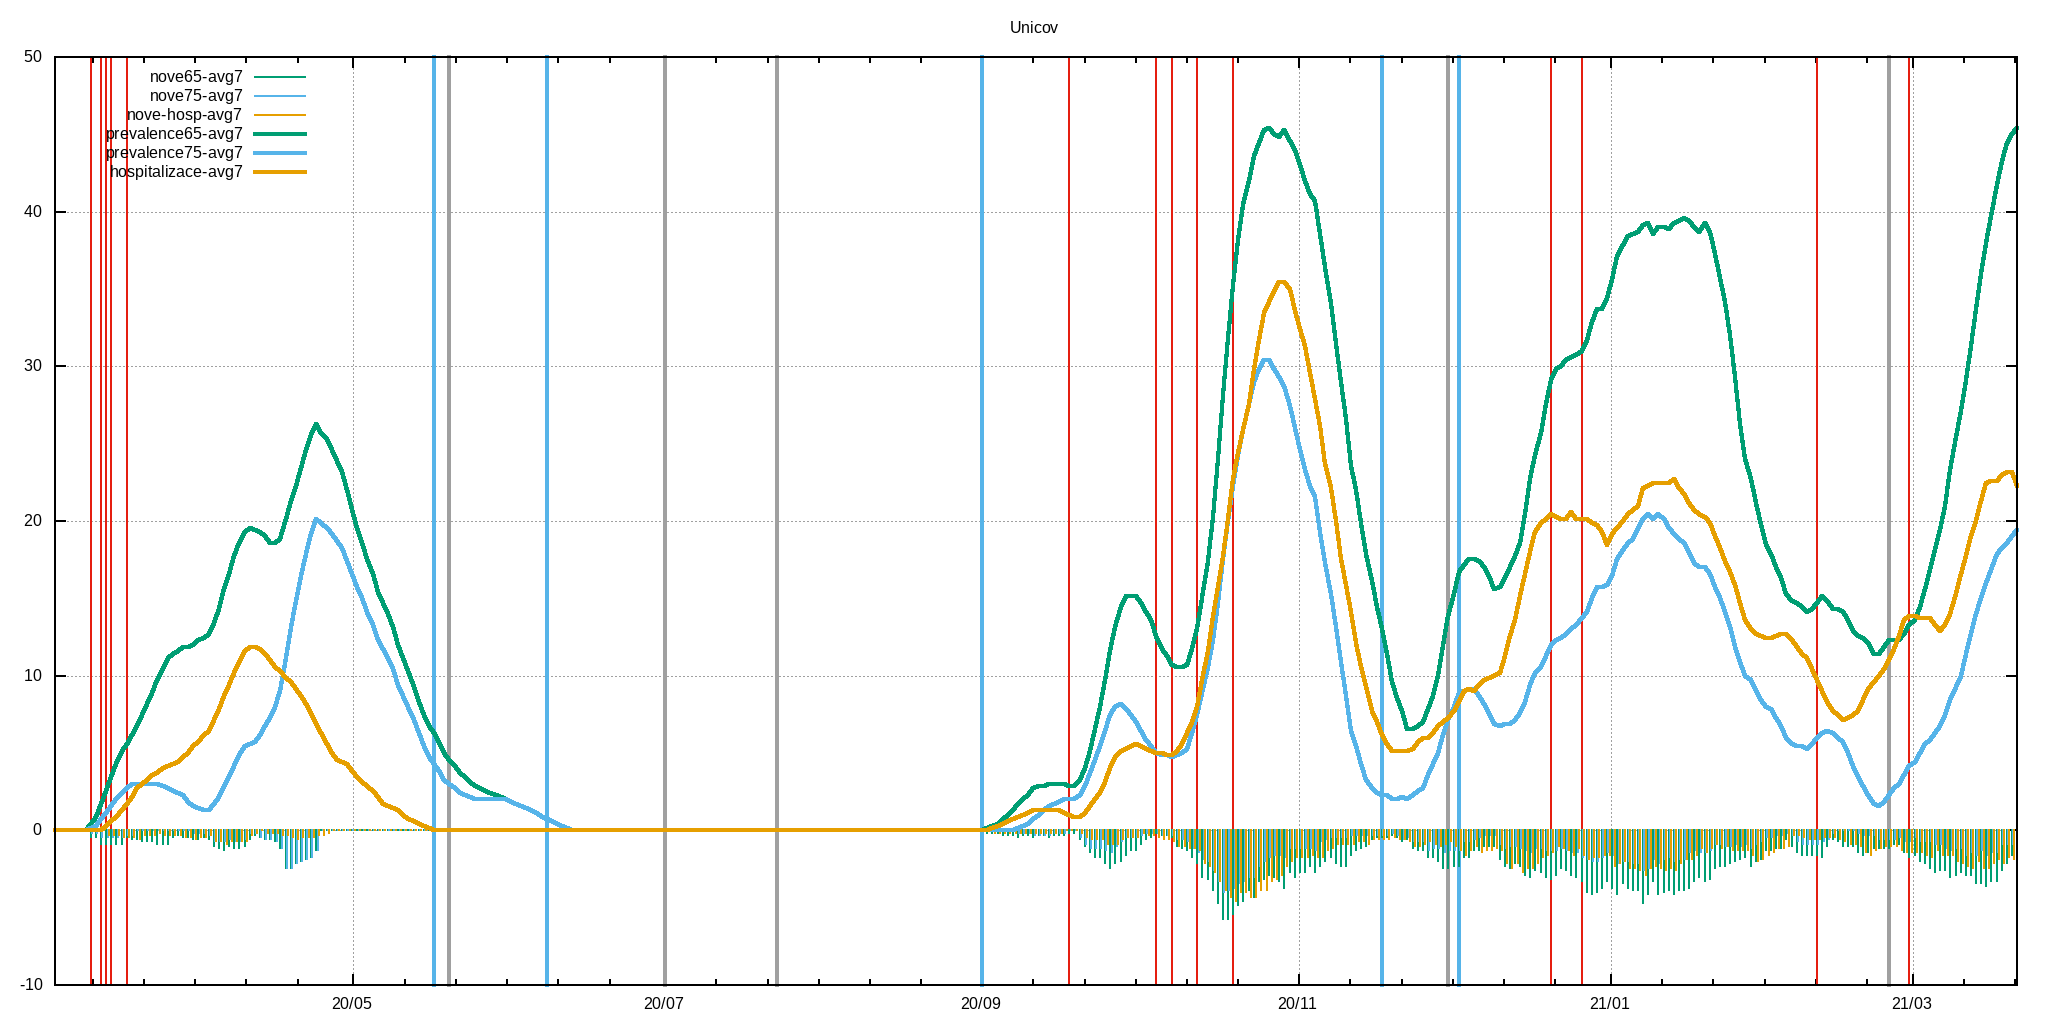 Unicov
50
nove65-avg7
nove75-avg7
nove-hosp-avg7
prevalence65-avg7
prevalence75-avg7
hospitalizace-avg7
40
30
20
10
0
-10
20/05 20/07 20/09 20/11 21/01 21/03